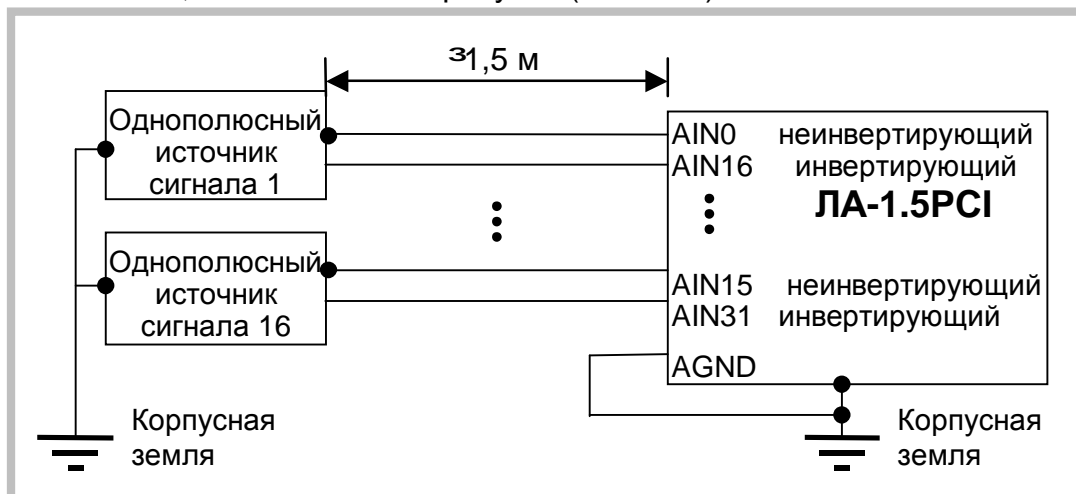 ³1,5 м
Однополюсный
источник
сигнала 1
AIN0 неинвертирующий
AIN16 инвертирующий
ЛА-1.5PCI
Однополюсный
источник
сигнала 16
AIN15 неинвертирующий
AIN31 инвертирующий
AGND
Корпусная
земля
Корпусная
земля